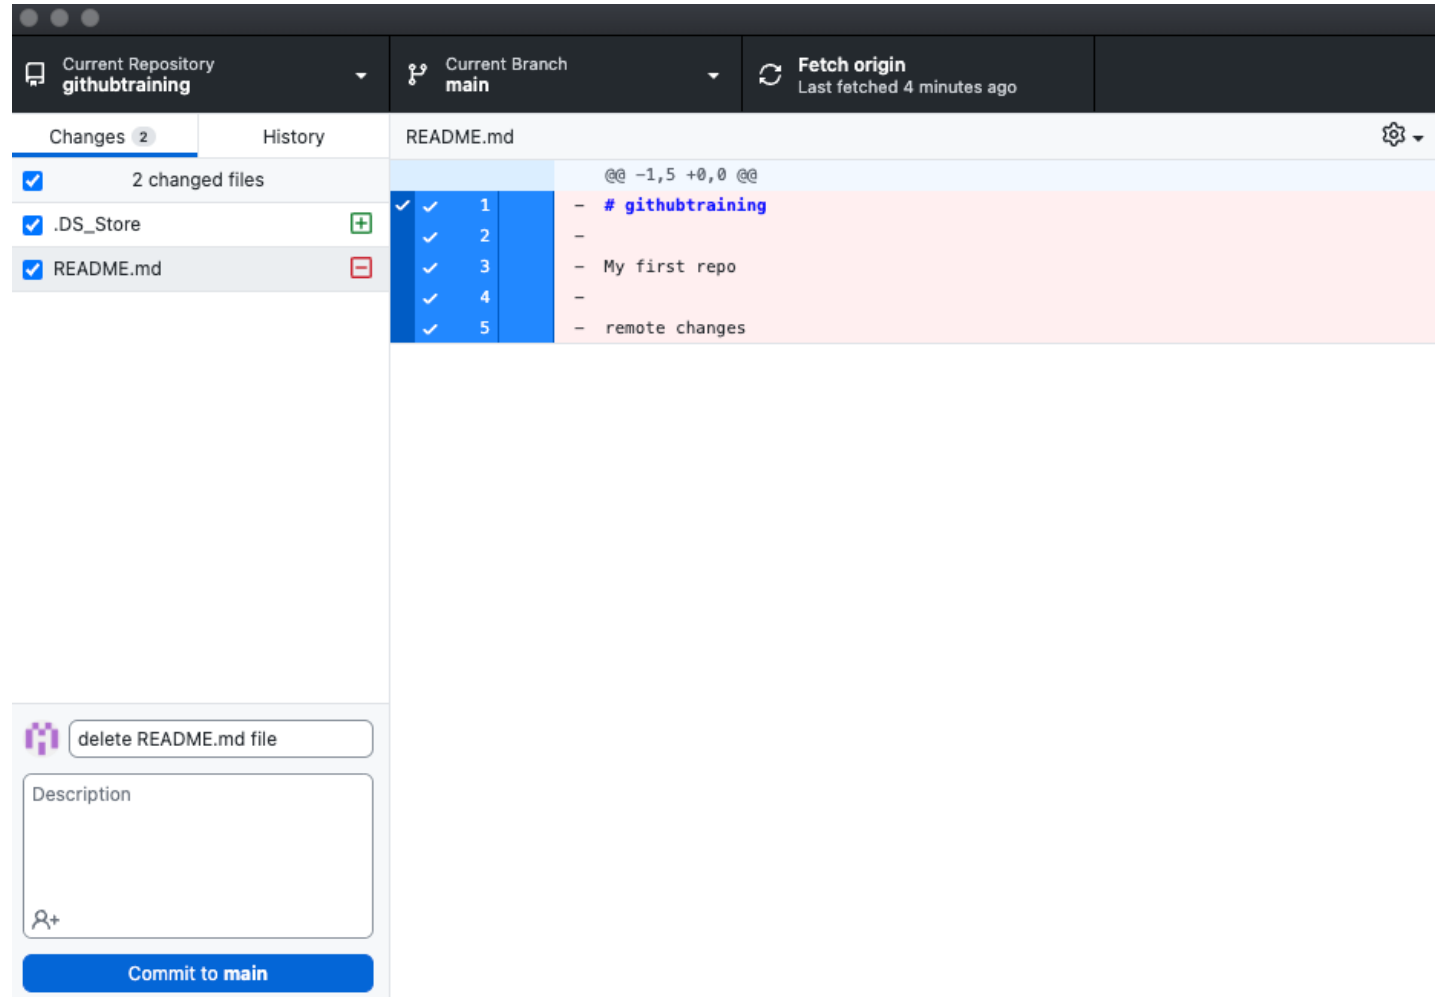 Current Repository
githubtraining
Current Branch
main
Fetch origin
Last fetched 4 minutes ago
Changes 2
History
README.md
2 changed files
.DS_Store
README.md
@@ -1,5 +0,0 @@
1 - # githubtraining
2 -
3 - My first repo
4 -
5 - remote changes
delete README.md file
Description
Commit to main